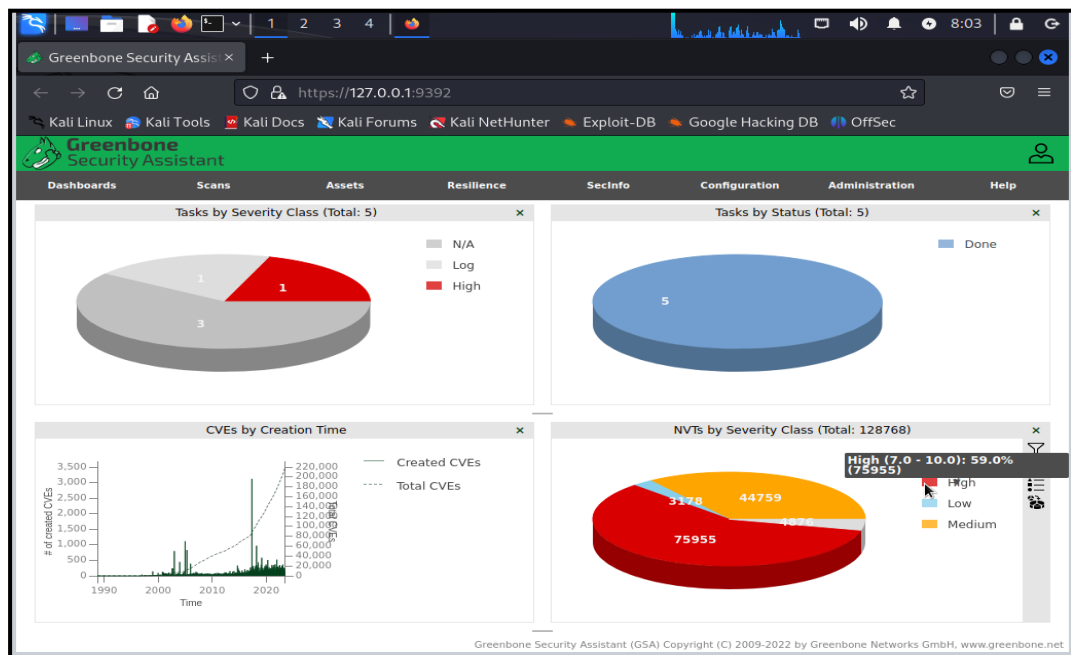 1 2 3 4 8:03
Greenbone Security Assis
https://127.0.0.1:9392
Kali Linux Kali Tools Kali Docs Kali Forums Kali NetHunter Exploit-DB Google Hacking DB OffSec
Greenbone
Security Assistant
Dashboards Scans Assets Resilience SecInfo Configuration Administration Help
Tasks by Severity Class (Total: 5)
N/A
Log
High
1
1
3
Tasks by Status (Total: 5)
Done
5
CVEs by Creation Time
Created CVEs
Total CVEs
3,500
3,000
2,500
2,000
1,500
1,000
500
0
# of created CVEs
220,000
200,000
180,000
160,000
140,000
120,000
100,000
80,000
60,000
40,000
20,000
0
Total CVEs
1990 2000 2010 2020
Time
NVTs by Severity Class (Total: 128768)
High (7.0 - 10.0): 59.0%
(75955)
High
Low
Medium
3178
44759
4876
75955
Greenbone Security Assistant (GSA) Copyright (C) 2009-2022 by Greenbone Networks GmbH, www.greenbone.net